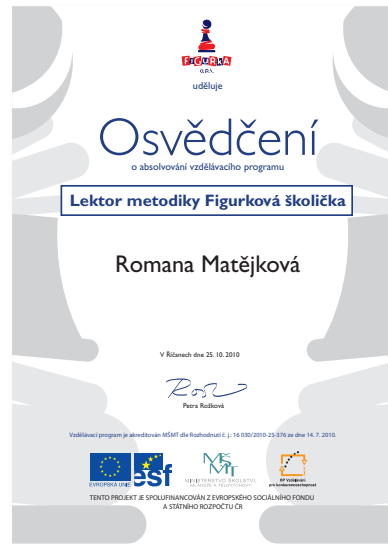 FIGURKA
o.p.s.
uděluje
Osvědčení
o absolvování vzdělávacího programu
Lektor metodiky Figurková školička
Romana Matějková
V Říčanech dne 25. 10. 2010
Petra Rožková
Vzdělávací program je akreditován MŠMT dle Rozhodnutí č. j.: 16 030/2010-25-376 ze dne 14. 7. 2010.
EVROPSKÁ UNIE
esf
MŠMT
MINISTERSTVO ŠKOLSTVÍ,
MLÁDEŽE A TĚLOVÝCHOVY
OP Vzdělávání
pro konkurenceschopnost
TENTO PROJEKT JE SPOLUFINANCOVÁN Z EVROPSKÉHO SOCIÁLNÍHO FONDU
A STÁTNÍHO ROZPOČTU ČR